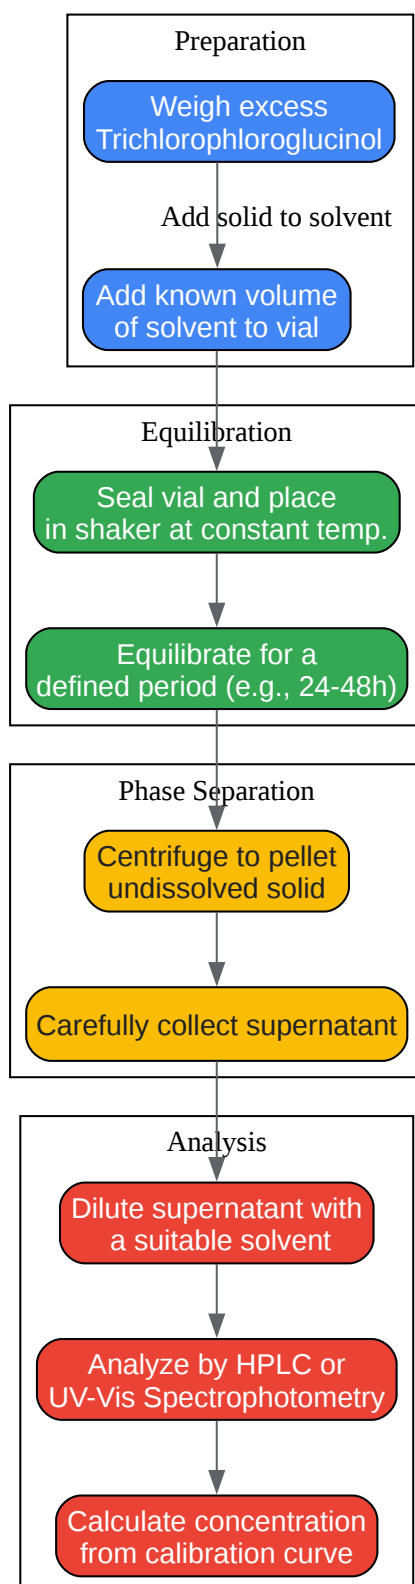 Preparation
Weigh excess
Trichlorophloroglucinol
Add solid to solvent
Add known volume
of solvent to vial
Equilibration
Seal vial and place
in shaker at constant temp.
Equilibrate for a
defined period (e.g., 24-48h)
Phase Separation
Centrifuge to pellet
undissolved solid
Carefully collect supernatant
Analysis
Dilute supernatant with
a suitable solvent
Analyze by HPLC or
UV-Vis Spectrophotometry
Calculate concentration
from calibration curve